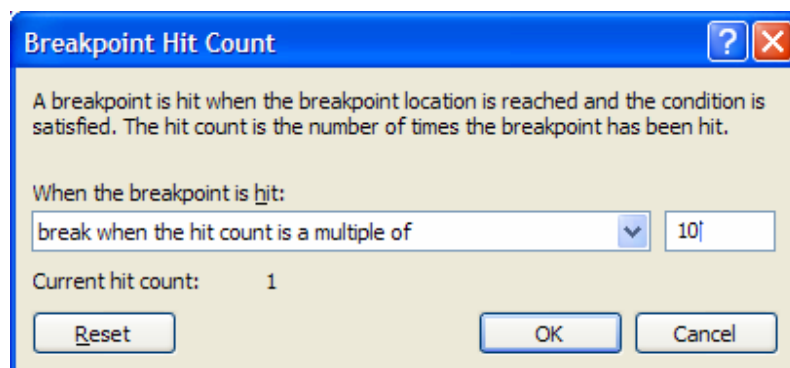 Breakpoint Hit Count
A breakpoint is hit when the breakpoint location is reached and the condition is
satisfied. The hit count is the number of times the breakpoint has been hit.
When the breakpoint is hit:
break when the hit count is a multiple of 10
Current hit count: 1
Reset OK Cancel